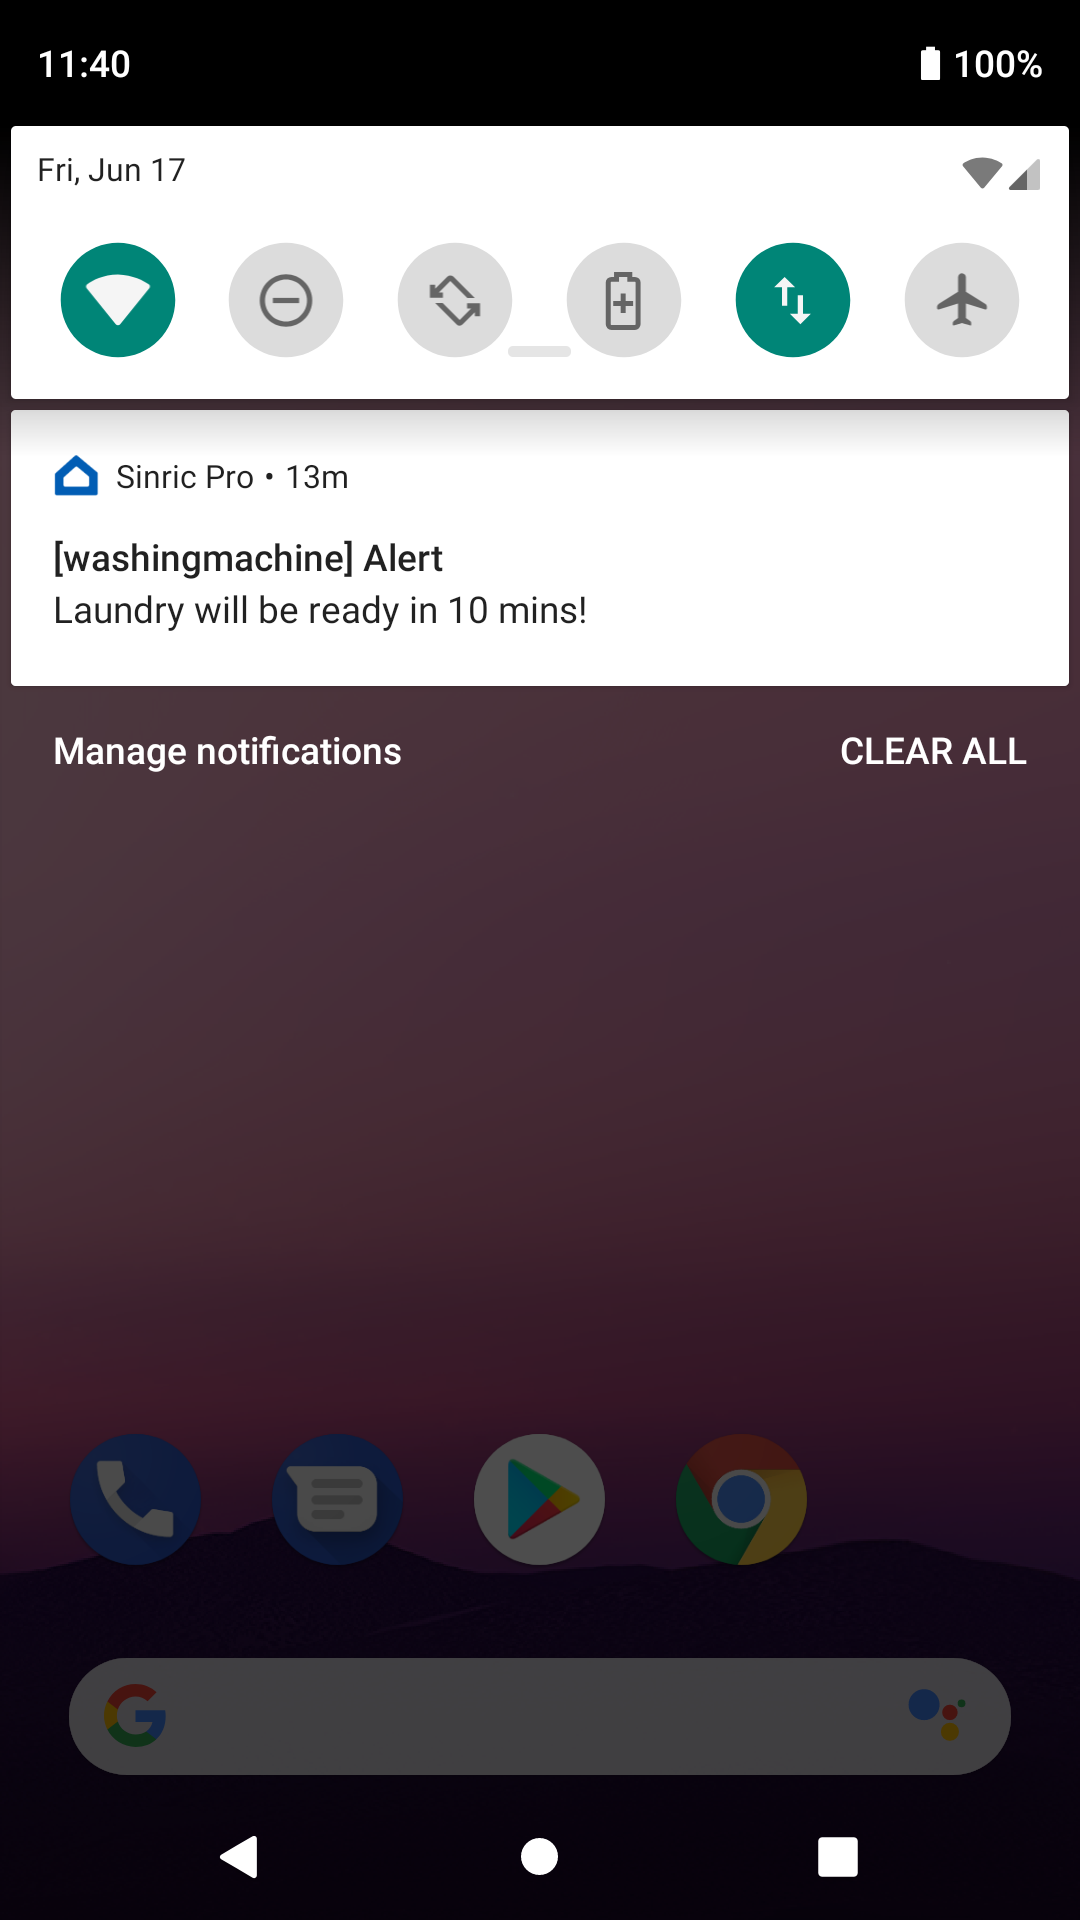 11:40 100%
Fri, Jun 17
Sinric Pro • 13m
[washingmachine] Alert
Laundry will be ready in 10 mins!
Manage notifications CLEAR ALL